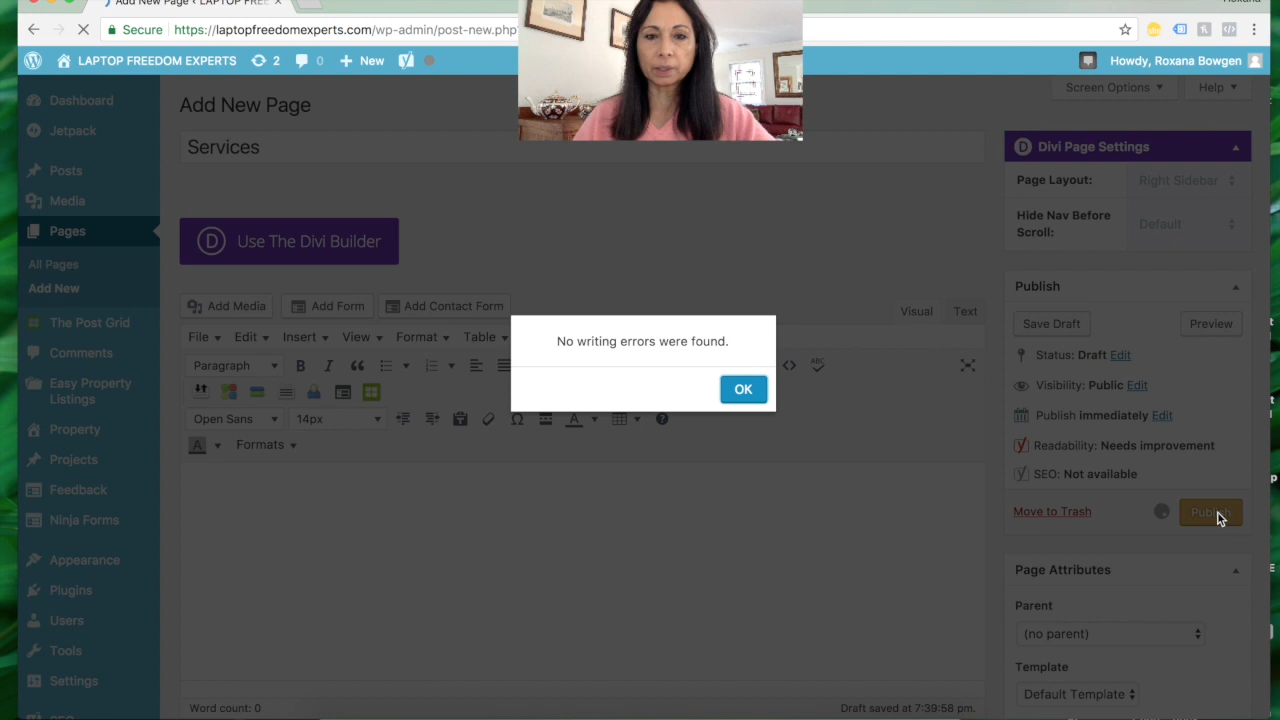 Add New Page ‹ LAPTOP FREE ×
Roxana
Secure https://laptopfreedomexperts.com/wp-admin/post-new.php
LAPTOP FREEDOM EXPERTS 2 0 + New Howdy, Roxana Bowgen
Screen Options Help
Dashboard
Jetpack
Posts
Media
Pages
All Pages
Add New
The Post Grid
Comments
Easy Property
Listings
Property
Projects
Feedback
Ninja Forms
Appearance
Plugins
Users
Tools
Settings
Add New Page
Services
D Use The Divi Builder
Add Media Add Form Add Contact Form Visual Text
File Edit Insert View Format Table
Paragraph B I ABC
Open Sans 14px A
A Formats
No writing errors were found.
OK
Word count: 0 Draft saved at 7:39:58 pm.
D Divi Page Settings
Page Layout: Right Sidebar
Hide Nav Before
Scroll:
Default
Publish
Save Draft Preview
Status: Draft Edit
Visibility: Public Edit
Publish immediately Edit
Readability: Needs improvement
SEO: Not available
Move to Trash Publish
Page Attributes
Parent
(no parent)
Template
Default Template